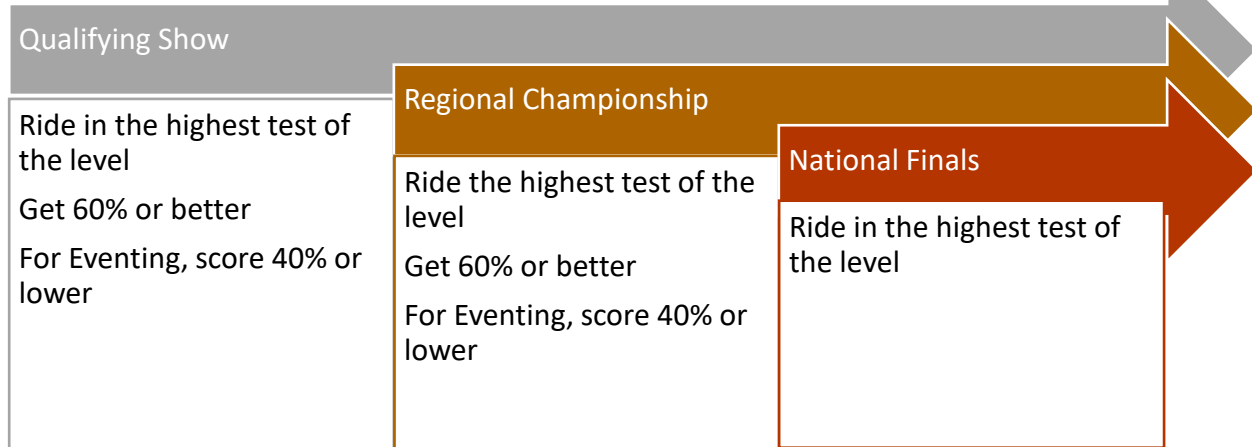 Qualifying Show
Ride in the highest test of
the level
Get 60% or better
For Eventing, score 40% or
lower
Regional Championship
Ride the highest test of the
level
Get 60% or better
For Eventing, score 40% or
lower
National Finals
Ride in the highest test of
the level